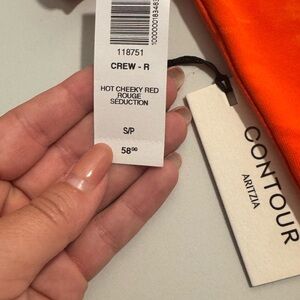 118751
CREW - R
HOT CHEEKY RED
ROUGE
SÉDUCTION
S/P
58⁰⁰
CONTOUR
ARITZIA